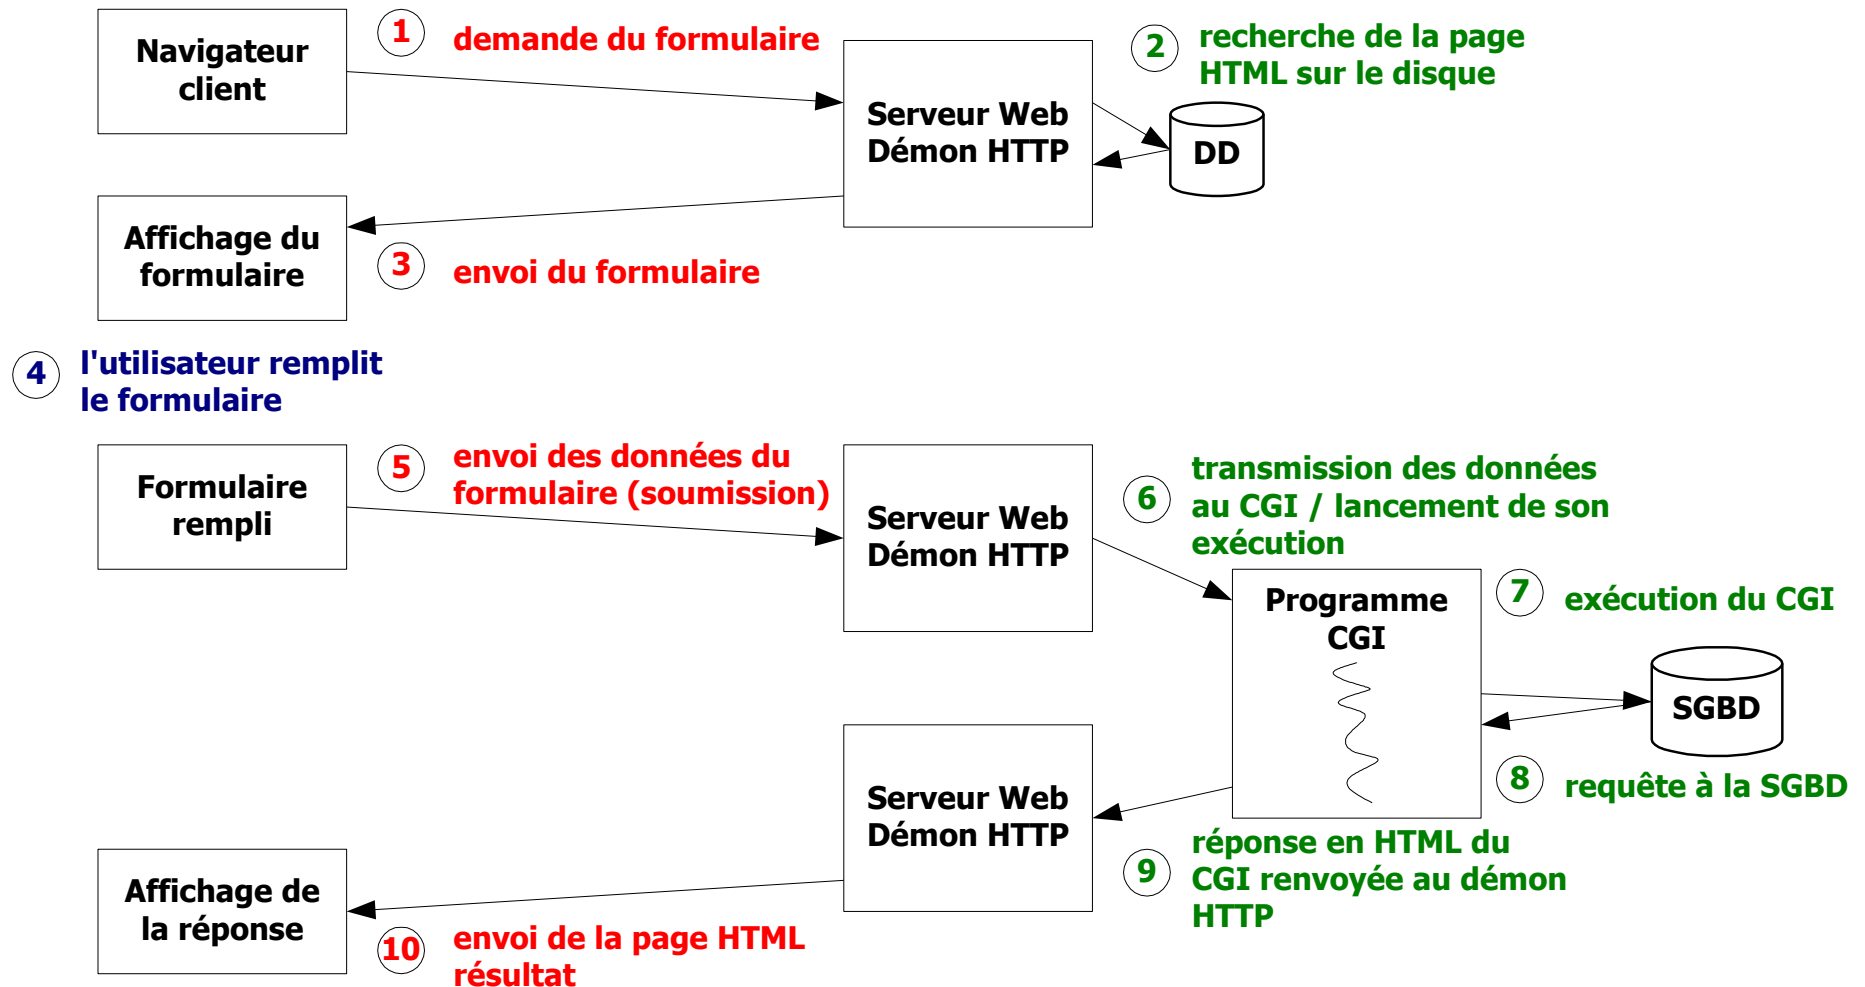 Navigateur
client
1
demande du formulaire
Serveur Web
Démon HTTP
2
recherche de la page
HTML sur le disque
DD
Affichage du
formulaire
3
envoi du formulaire
4
l'utilisateur remplit
le formulaire
Formulaire
rempli
5
envoi des données du
formulaire (soumission)
Serveur Web
Démon HTTP
6
transmission des données
au CGI / lancement de son
exécution
Programme
CGI
7
exécution du CGI
SGBD
8
requête à la SGBD
Serveur Web
Démon HTTP
9
réponse en HTML du
CGI renvoyée au démon
HTTP
Affichage de
la réponse
10
envoi de la page HTML
résultat